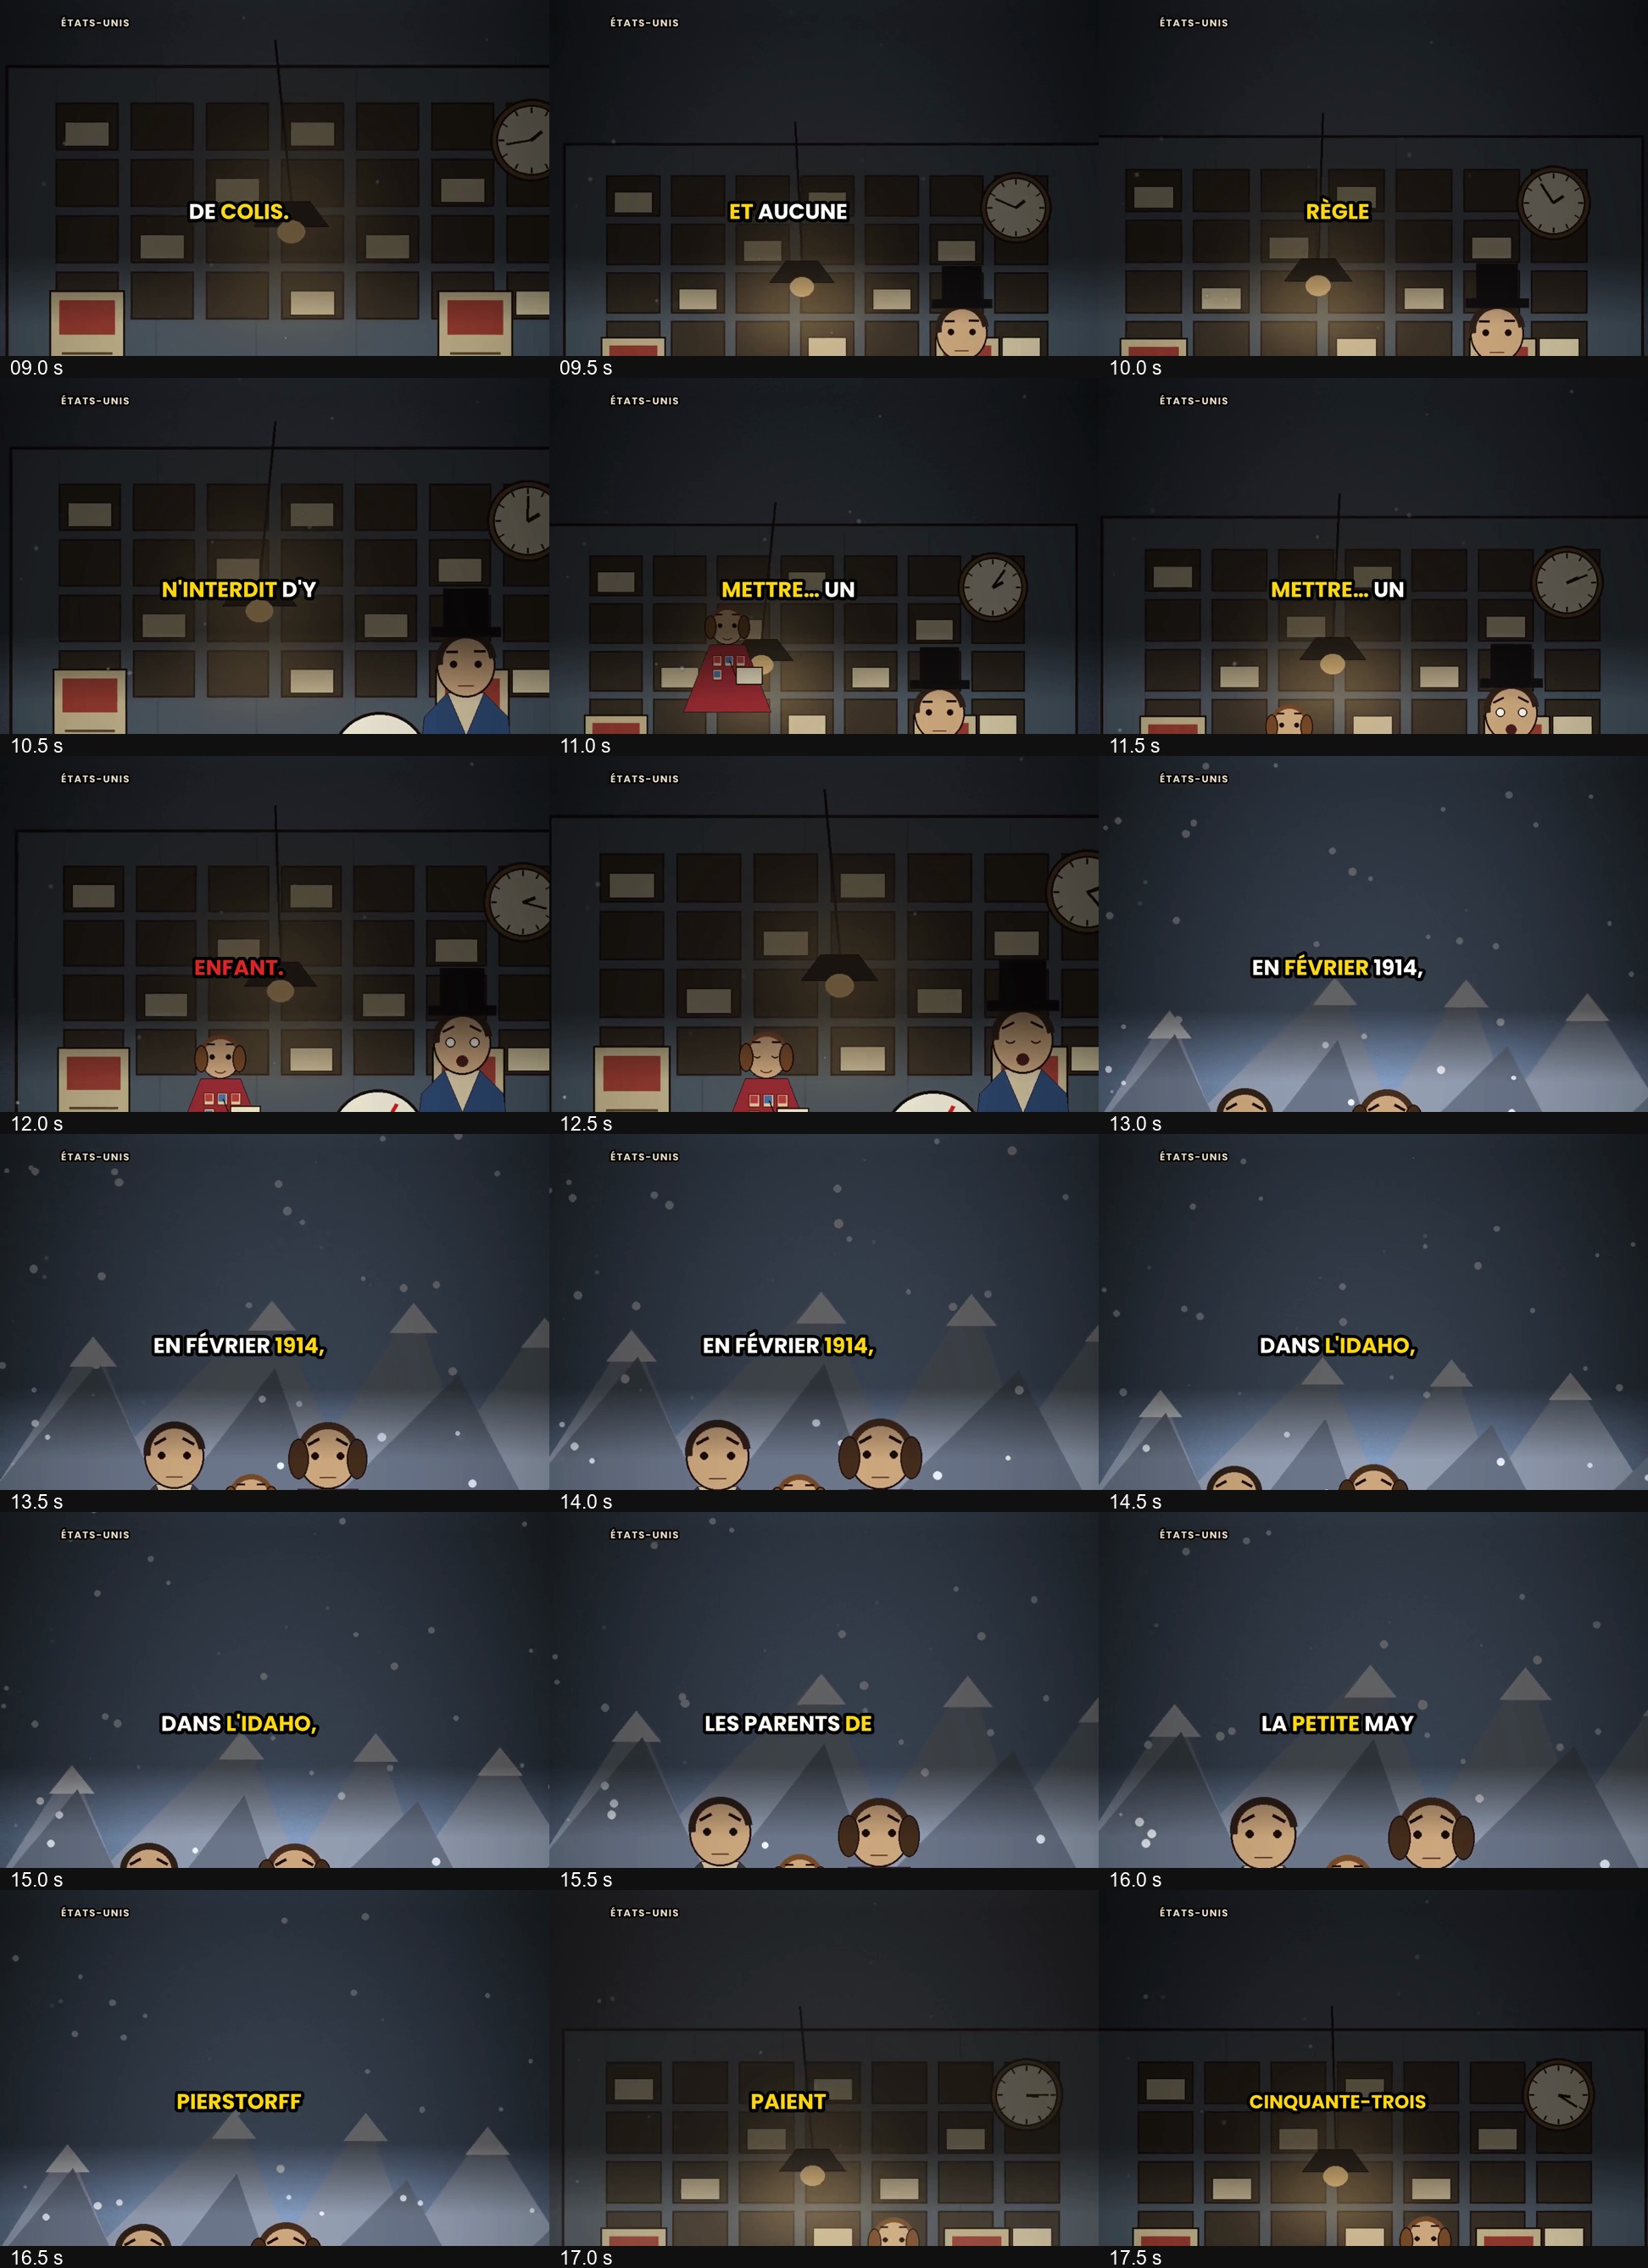 ÉTATS-UNIS
DE COLIS.
09.0 s
ÉTATS-UNIS
ET AUCUNE
09.5 s
ÉTATS-UNIS
RÈGLE
10.0 s
ÉTATS-UNIS
N'INTERDIT D'Y
10.5 s
ÉTATS-UNIS
METTRE... UN
11.0 s
ÉTATS-UNIS
METTRE... UN
11.5 s
ÉTATS-UNIS
ENFANT.
12.0 s
ÉTATS-UNIS
12.5 s
ÉTATS-UNIS
EN FÉVRIER 1914,
13.0 s
ÉTATS-UNIS
EN FÉVRIER 1914,
13.5 s
ÉTATS-UNIS
EN FÉVRIER 1914,
14.0 s
ÉTATS-UNIS
DANS L'IDAHO,
14.5 s
ÉTATS-UNIS
DANS L'IDAHO,
15.0 s
ÉTATS-UNIS
LES PARENTS DE
15.5 s
ÉTATS-UNIS
LA PETITE MAY
16.0 s
ÉTATS-UNIS
PIERSTORFF
16.5 s
ÉTATS-UNIS
PAIENT
17.0 s
ÉTATS-UNIS
CINQUANTE-TROIS
17.5 s